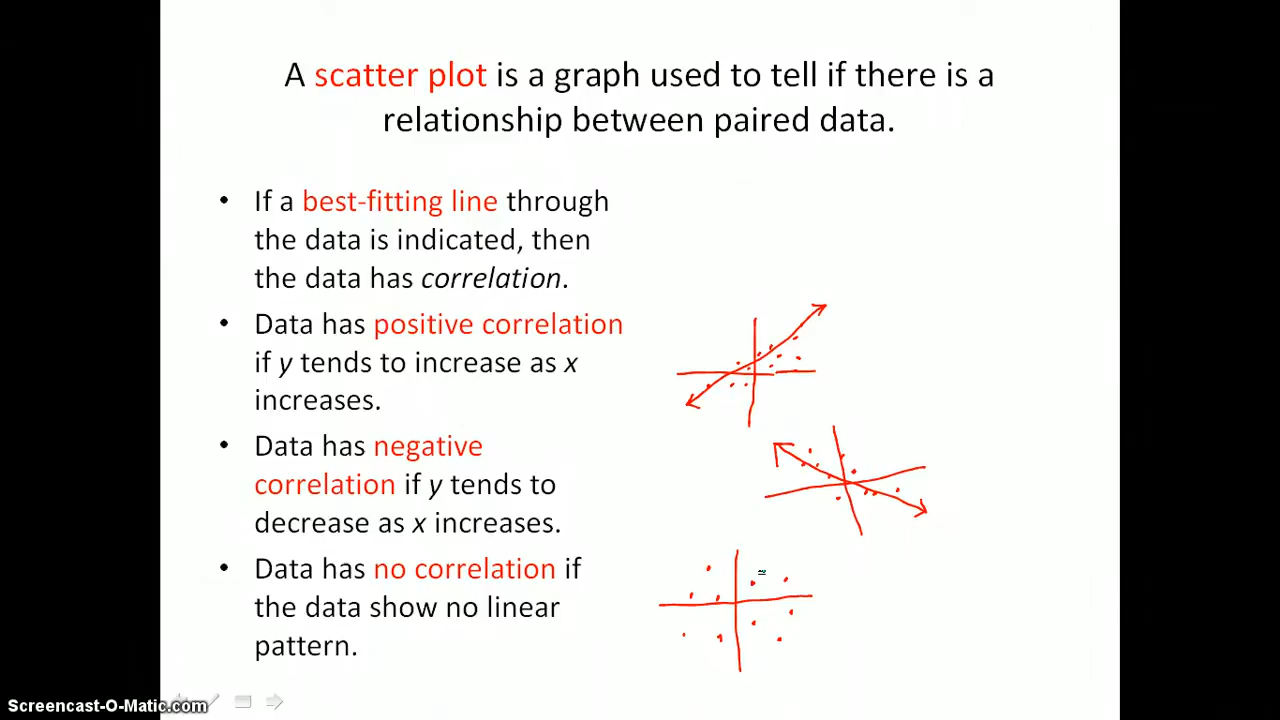 A scatter plot is a graph used to tell if there is a
relationship between paired data.
• If a best-fitting line through
the data is indicated, then
the data has correlation.
• Data has positive correlation
if y tends to increase as x
increases.
• Data has negative
correlation if y tends to
decrease as x increases.
• Data has no correlation if
the data show no linear
pattern.
Screencast-O-Matic.com